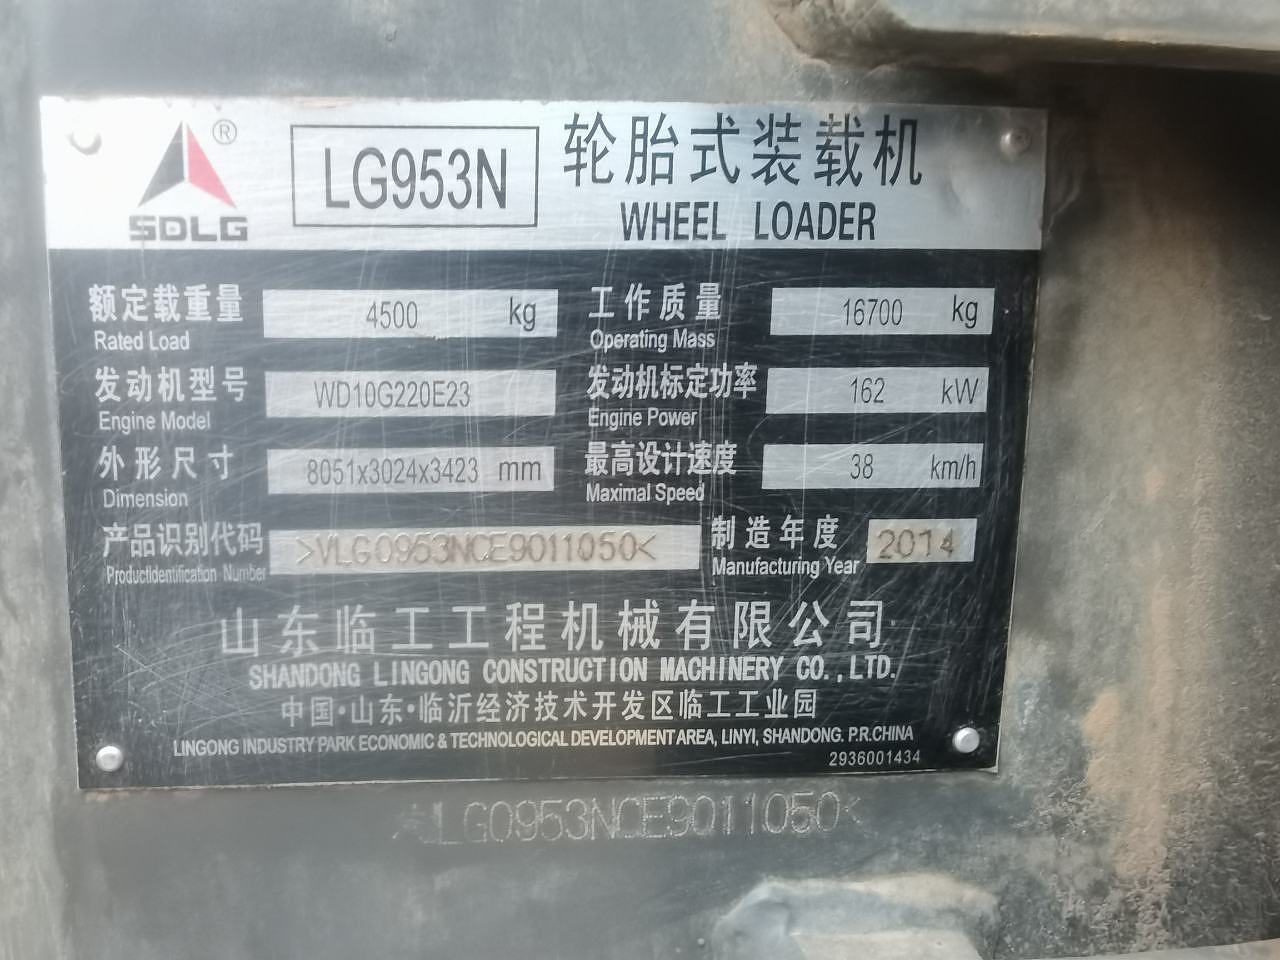 SDLG®
LG953N
轮胎式装载机
WHEEL LOADER
额定载重量 4500 kg
Rated Load
工作质量 16700 kg
Operating Mass
发动机型号 WD10G220E23
Engine Model
发动机标定功率 162 kW
Engine Power
外形尺寸 8051x3024x3423 mm
Dimension
最高设计速度 38 km/h
Maximal Speed
产品识别代码 >VLG0953NCE9011050<
ProductIdentification Number
制造年度 2014
Manufacturing Year
山东临工工程机械有限公司
SHANDONG LINGONG CONSTRUCTION MACHINERY CO.,LTD.
中国·山东·临沂经济技术开发区临工工业园
LINGONG INDUSTRY PARK ECONOMIC & TECHNOLOGICAL DEVELOPMENT AREA, LINYI, SHANDONG. P.R.CHINA
2936001434
VLG0953NCE9011050<